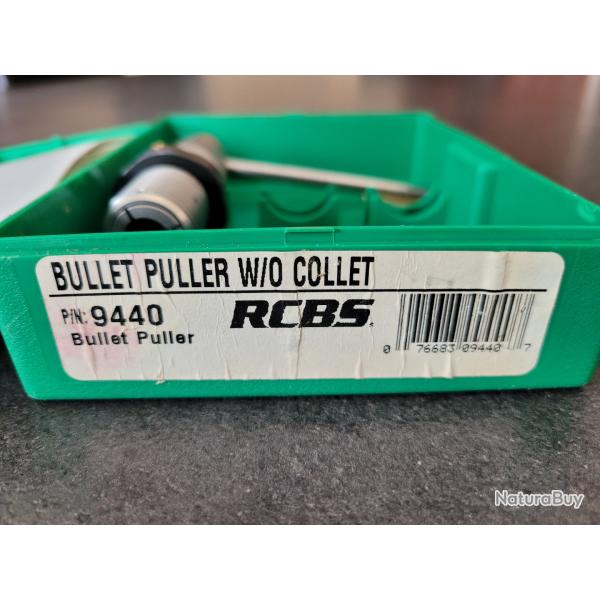 BULLET PULLER W/O COLLET
P/N: 9440 RCBS.
Bullet Puller
0 76683 09440 7
NaturaBuy